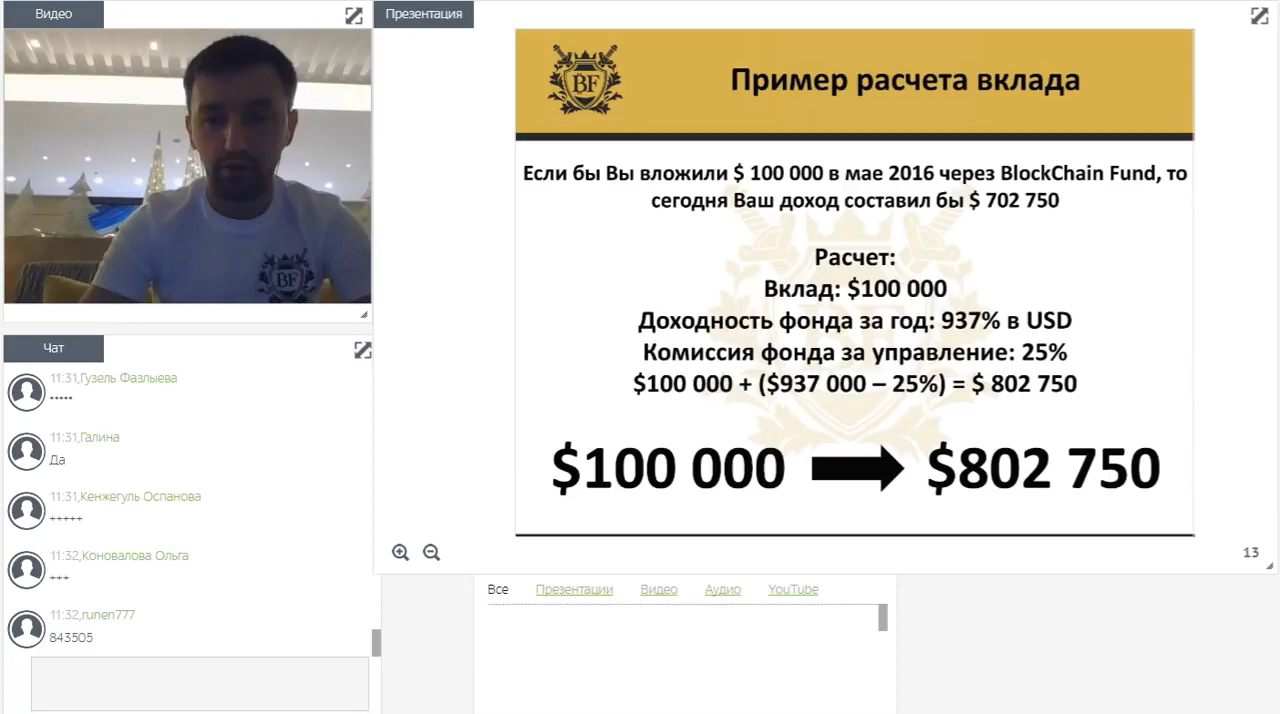 Видео
Презентация
BF
Пример расчета вклада
Если бы Вы вложили $ 100 000 в мае 2016 через BlockChain Fund, то
сегодня Ваш доход составил бы $ 702 750
Расчет:
Вклад: $100 000
Доходность фонда за год: 937% в USD
Комиссия фонда за управление: 25%
$100 000 + ($937 000 – 25%) = $ 802 750
$100 000
$802 750
13
BF
Чат
11:31,Гузель Фазлыева
*****
11:31,Галина
Да
11:31,Кенжегуль Оспанова
+++++
11:32,Коновалова Ольга
+++
11:32,runen777
843505
Все Презентации Видео Аудио YouTube